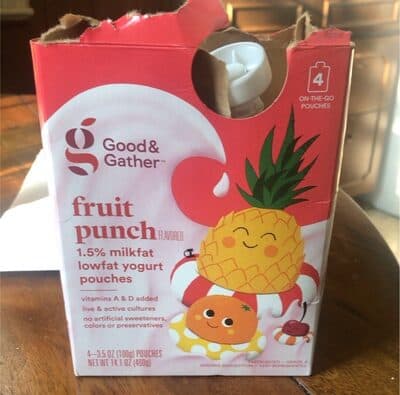 4
ON-THE-GO
POUCHES
Good&
Gather™
fruit
punch FLAVORED
1.5% milkfat
lowfat yogurt
pouches
vitamins A & D added
live & active cultures
no artificial sweeteners,
colors or preservatives
4–3.5 OZ (100g) POUCHES
NET WT 14.1 OZ (400g)